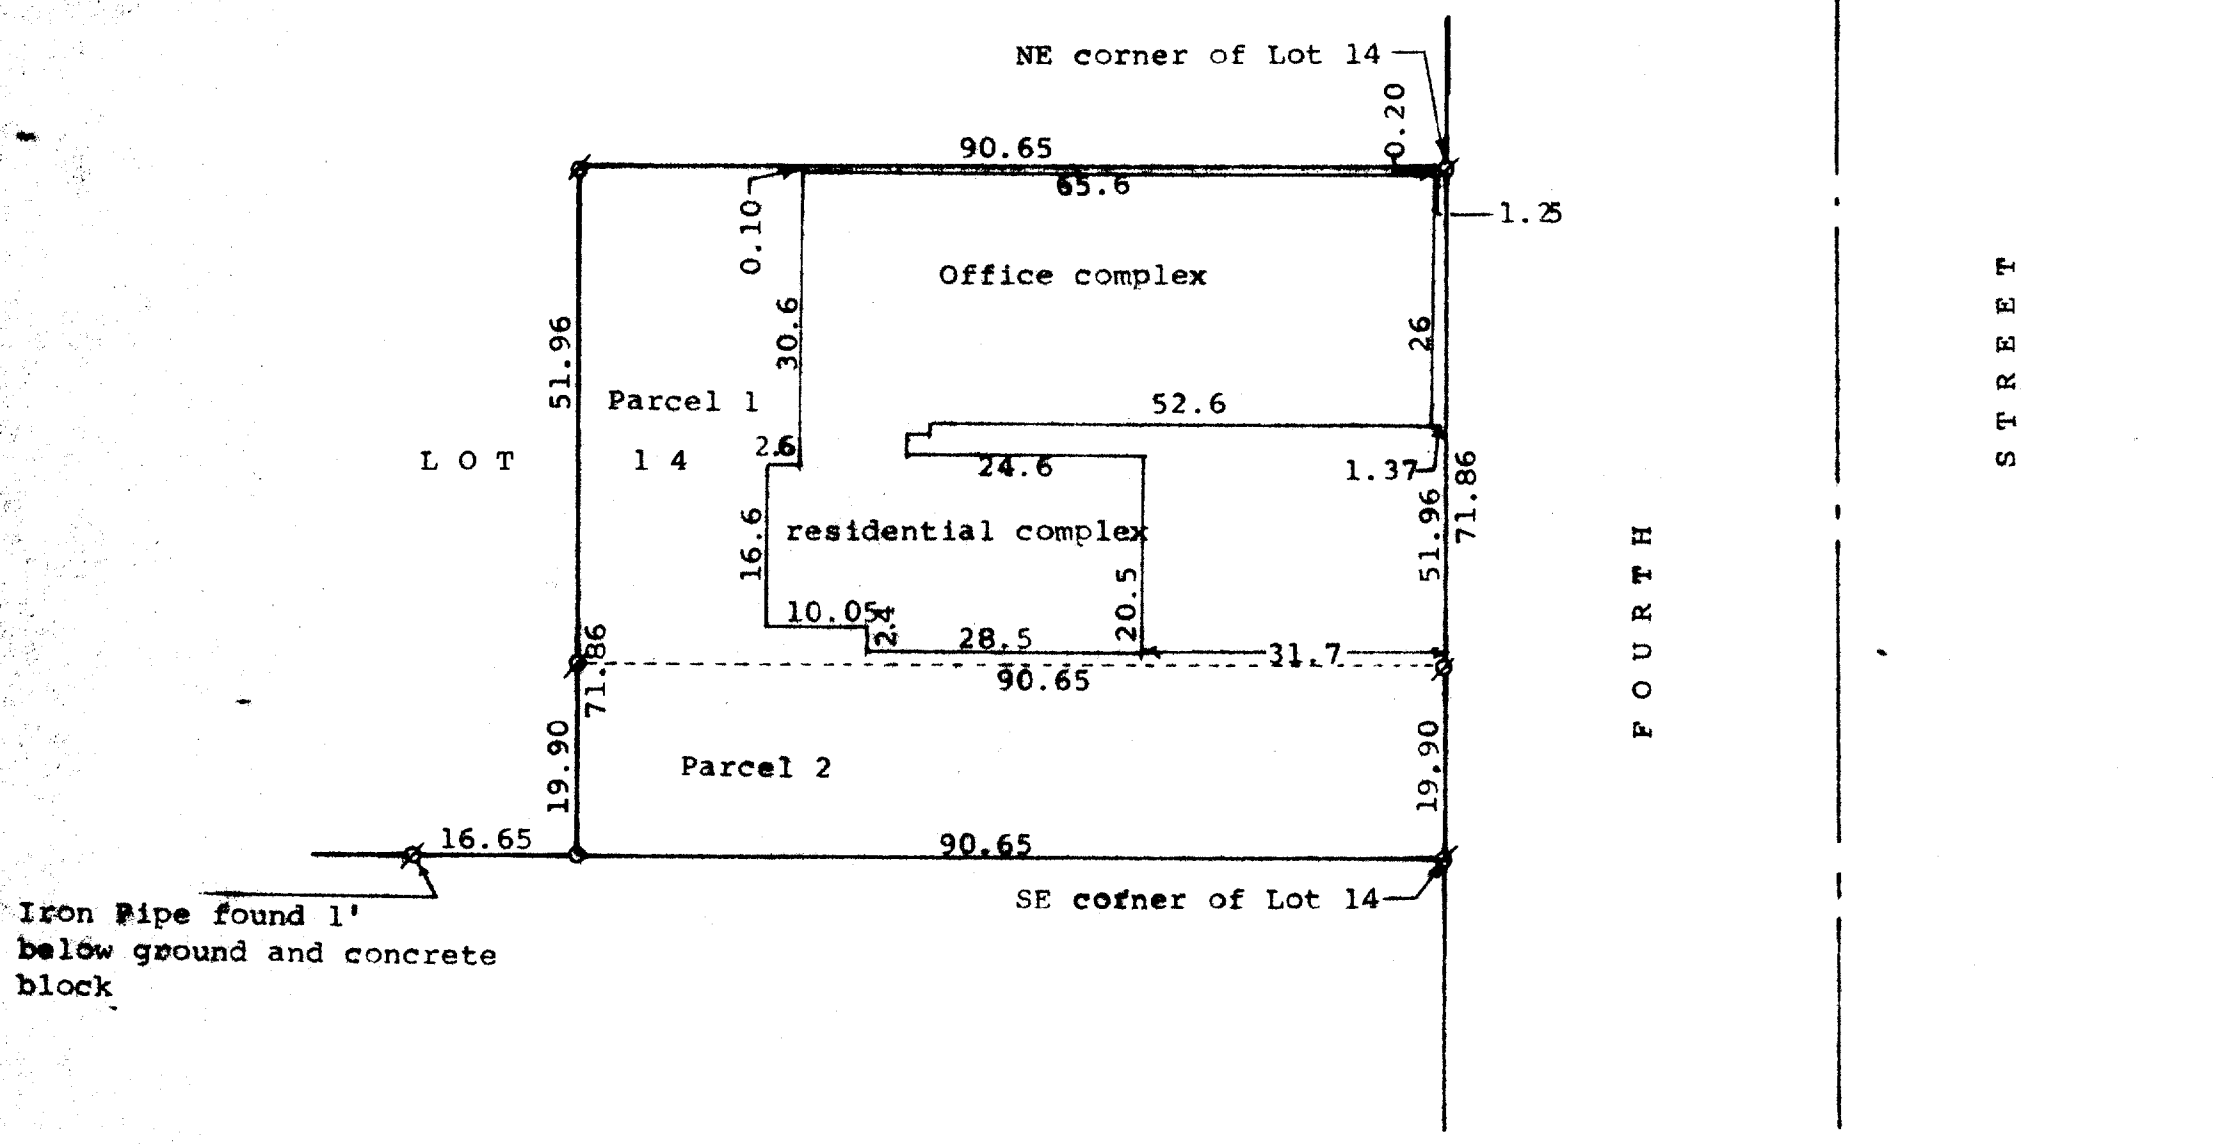 NE corner of Lot 14
0.20
90.65
65.6
1.25
0.10
Office complex
30.6
26
51.96
Parcel 1
52.6
2.6
LOT 14
24.6
1.37
51.96
71.86
16.6
residential complex
20.5
10.05
2.4
28.5
31.7
71.86
90.65
19.90
Parcel 2
19.90
16.65
90.65
SE corner of Lot 14
Iron Pipe found 1'
below ground and concrete
block
FOURTH STREET